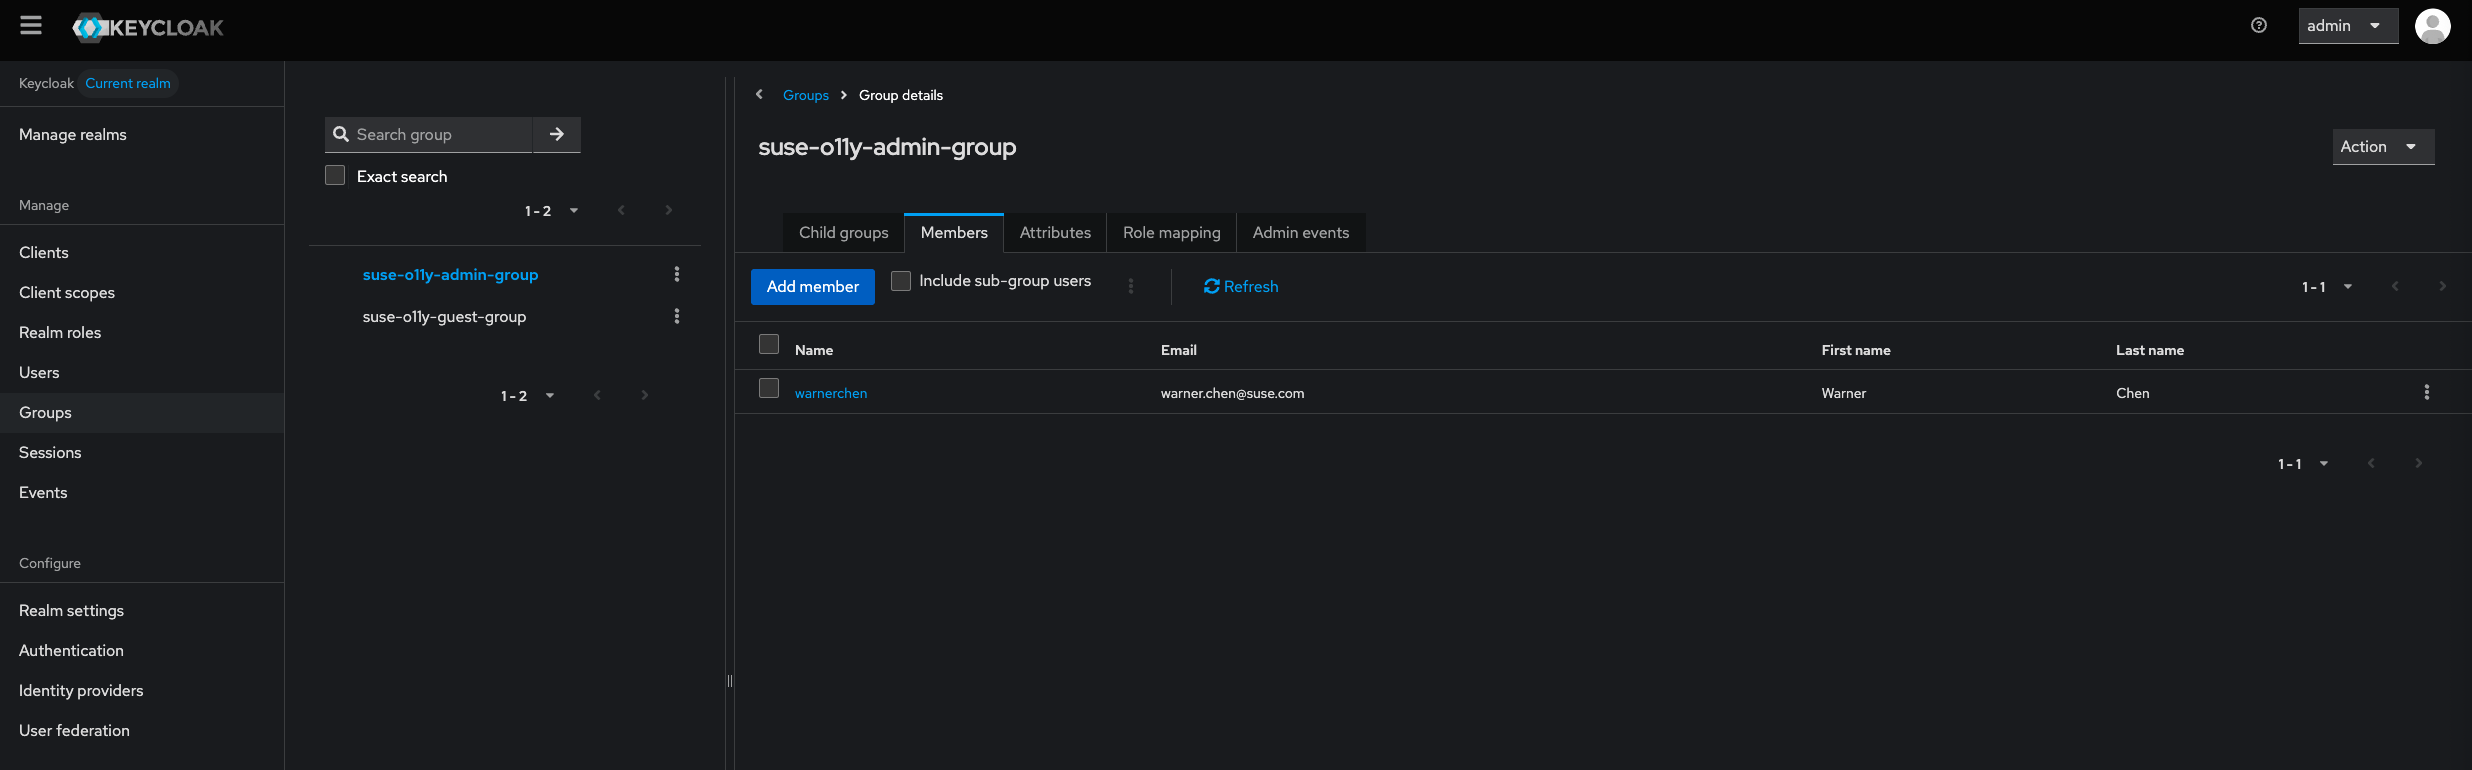 KEYCLOAK
admin
Keycloak Current realm
Manage realms
Manage
Clients
Client scopes
Realm roles
Users
Groups
Sessions
Events
Configure
Realm settings
Authentication
Identity providers
User federation
Search group
Exact search
1 - 2
suse-o11y-admin-group
suse-o11y-guest-group
1 - 2
Groups > Group details
suse-o11y-admin-group
Action
Child groups Members Attributes Role mapping Admin events
Add member Include sub-group users Refresh 1 - 1
Name Email First name Last name
warnerchen warner.chen@suse.com Warner Chen
1 - 1